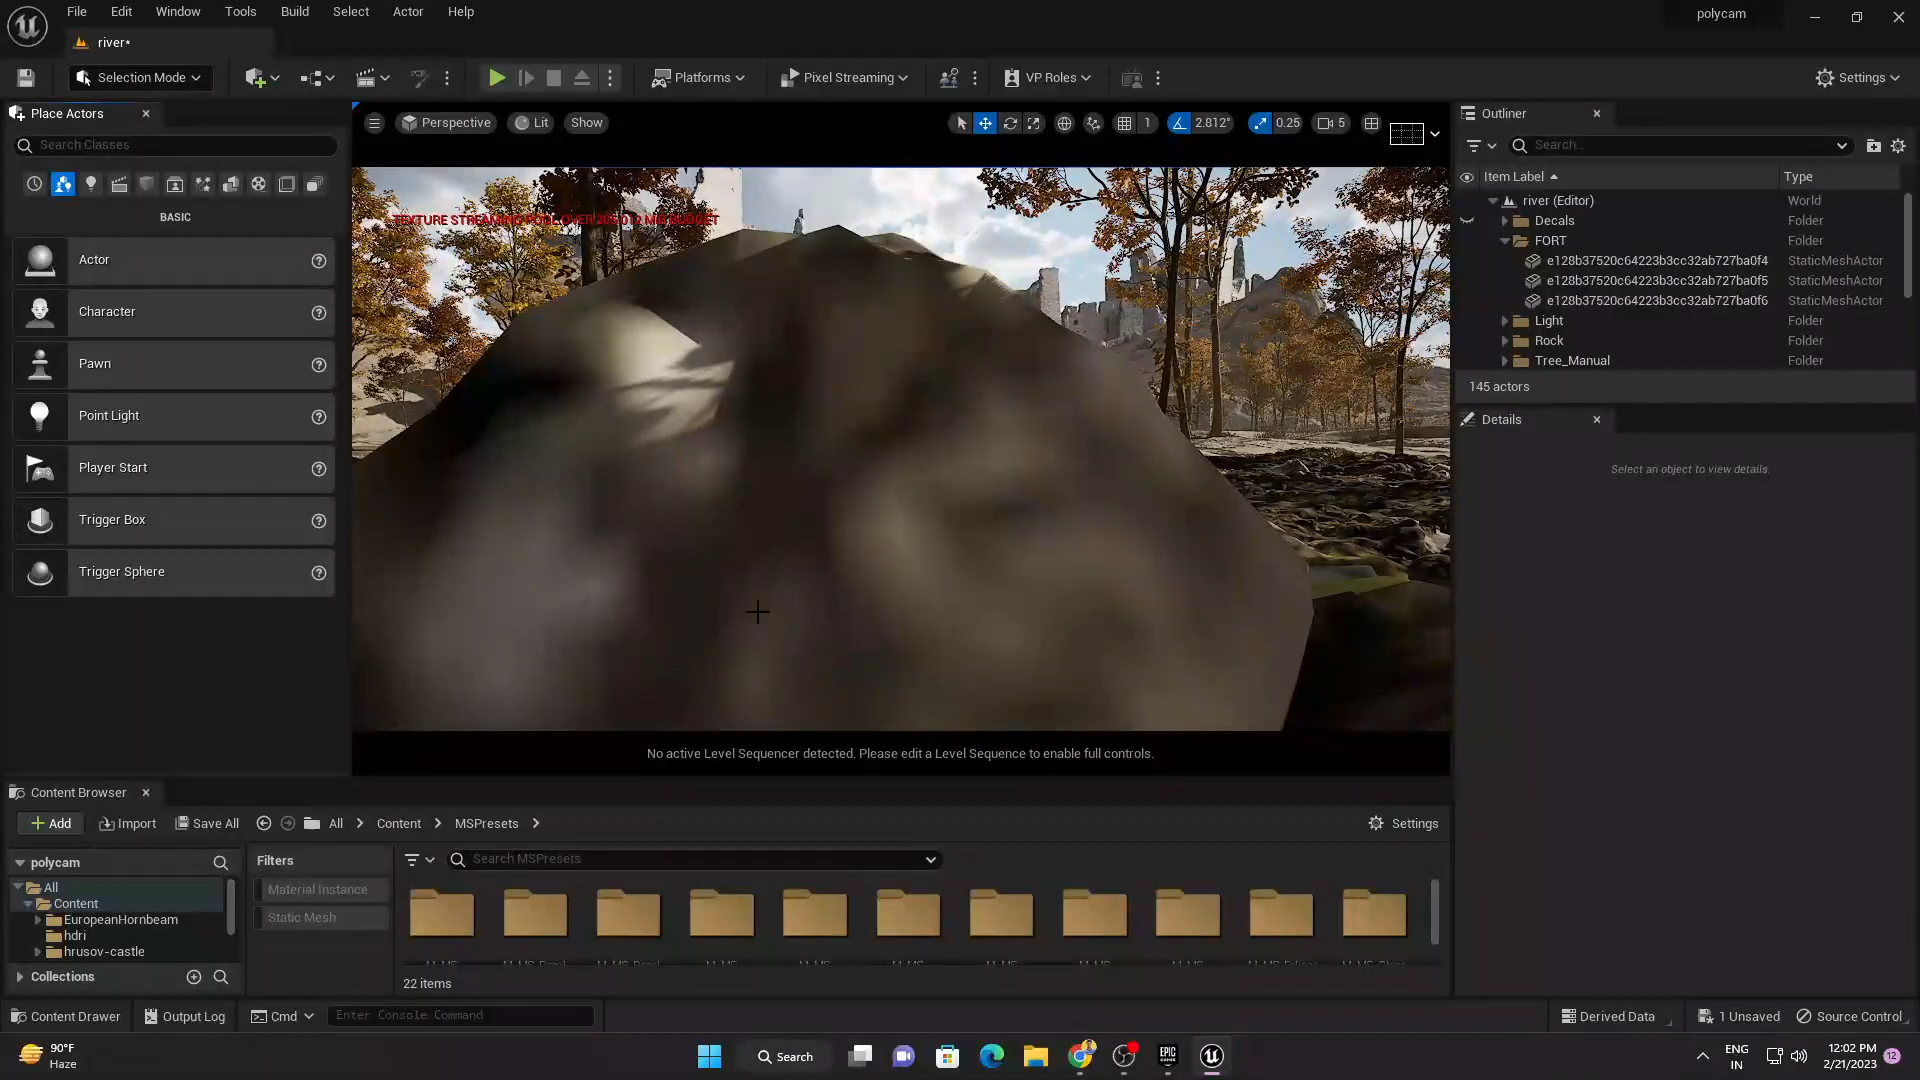 File Edit Window Tools Build Select Actor Help
polycam
river*
Selection Mode
Platforms
Pixel Streaming
VP Roles
Settings
Place Actors
Search Classes
BASIC
Actor
Character
Pawn
Point Light
Player Start
Trigger Box
Trigger Sphere
Perspective
Lit
Show
1
2.812°
0.25
5
TEXTURE STREAMING POOL OVER 205.012 MIB BUDGET
No active Level Sequencer detected. Please edit a Level Sequence to enable full controls.
Outliner
Search...
Item Label Type
river (Editor) World
Decals Folder
FORT Folder
e128b37520c64223b3cc32ab727ba0f4 StaticMeshActor
e128b37520c64223b3cc32ab727ba0f5 StaticMeshActor
e128b37520c64223b3cc32ab727ba0f6 StaticMeshActor
Light Folder
Rock Folder
Tree_Manual Folder
145 actors
Details
Select an object to view details.
Content Browser
Add
Import
Save All
All
Content
MSPresets
Settings
polycam
All
Content
EuropeanHornbeam
hdri
hrusov-castle
Collections
Filters
Material Instance
Static Mesh
Search MSPresets
22 items
Content Drawer
Output Log
Cmd
Enter Console Command
Derived Data
1 Unsaved
Source Control
90°F
Haze
Search
EPIC
GAMES
ENG
IN
12:02 PM
2/21/2023
12